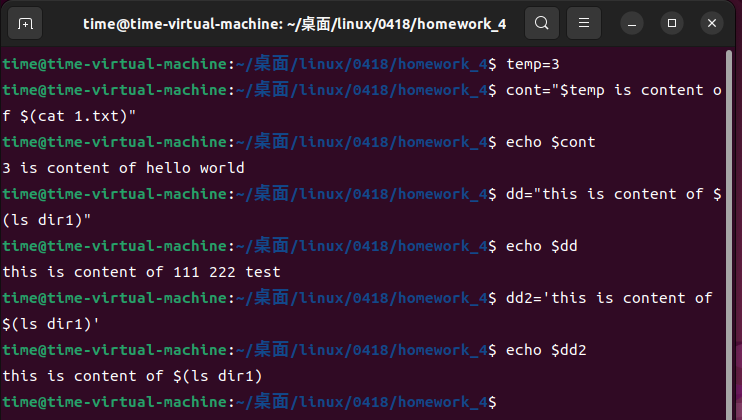 time@time-virtual-machine: ~/桌面/linux/0418/homework_4
time@time-virtual-machine:~/桌面/linux/0418/homework_4$ temp=3
time@time-virtual-machine:~/桌面/linux/0418/homework_4$ cont="$temp is content o
f $(cat 1.txt)"
time@time-virtual-machine:~/桌面/linux/0418/homework_4$ echo $cont
3 is content of hello world
time@time-virtual-machine:~/桌面/linux/0418/homework_4$ dd="this is content of $
(ls dir1)"
time@time-virtual-machine:~/桌面/linux/0418/homework_4$ echo $dd
this is content of 111 222 test
time@time-virtual-machine:~/桌面/linux/0418/homework_4$ dd2='this is content of
$(ls dir1)'
time@time-virtual-machine:~/桌面/linux/0418/homework_4$ echo $dd2
this is content of $(ls dir1)
time@time-virtual-machine:~/桌面/linux/0418/homework_4$